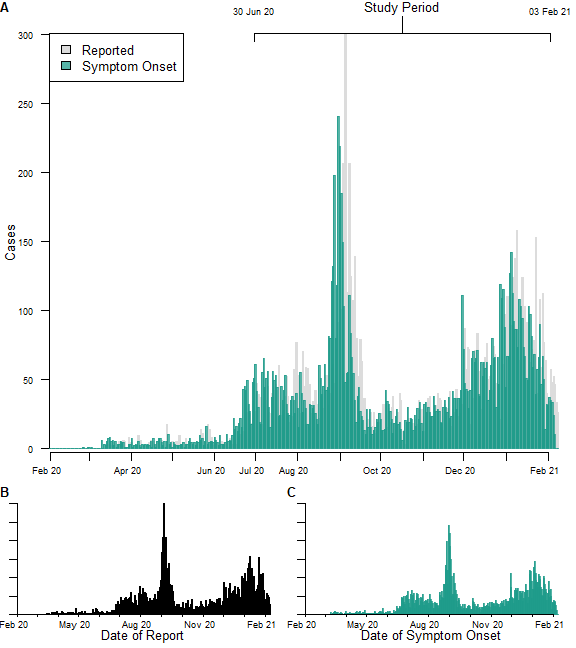 A
30 Jun 20
Study Period
03 Feb 21
Reported
Symptom Onset
300
250
200
150
100
50
0
Cases
Feb 20
Apr 20
Jun 20
Jul 20
Aug 20
Oct 20
Dec 20
Feb 21
B
Feb 20
May 20
Aug 20
Nov 20
Feb 21
Date of Report
C
Feb 20
May 20
Aug 20
Nov 20
Feb 21
Date of Symptom Onset